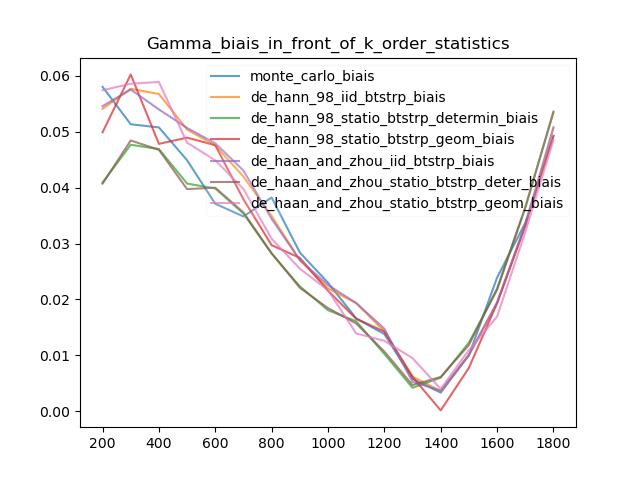 Gamma_biais_in_front_of_k_order_statistics
monte_carlo_biais
de_hann_98_iid_btstrp_biais
de_hann_98_statio_btstrp_determin_biais
de_hann_98_statio_btstrp_geom_biais
de_haan_and_zhou_iid_btstrp_biais
de_haan_and_zhou_statio_btstrp_deter_biais
de_haan_and_zhou_statio_btstrp_geom_biais
0.06
0.05
0.04
0.03
0.02
0.01
0.00
200 400 600 800 1000 1200 1400 1600 1800